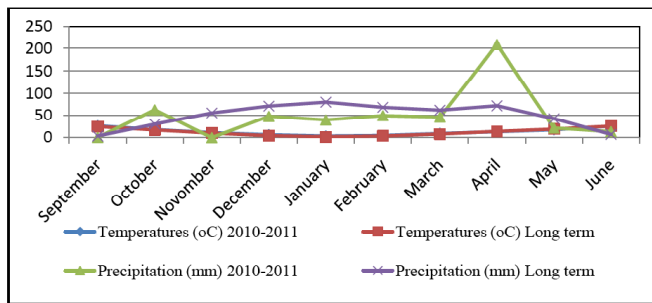 250
200
150
100
50
0
September
October
Novomber
December
January
February
March
April
May
June
Temperatures (oC) 2010-2011
Temperatures (oC) Long term
Precipitation (mm) 2010-2011
Precipitation (mm) Long term